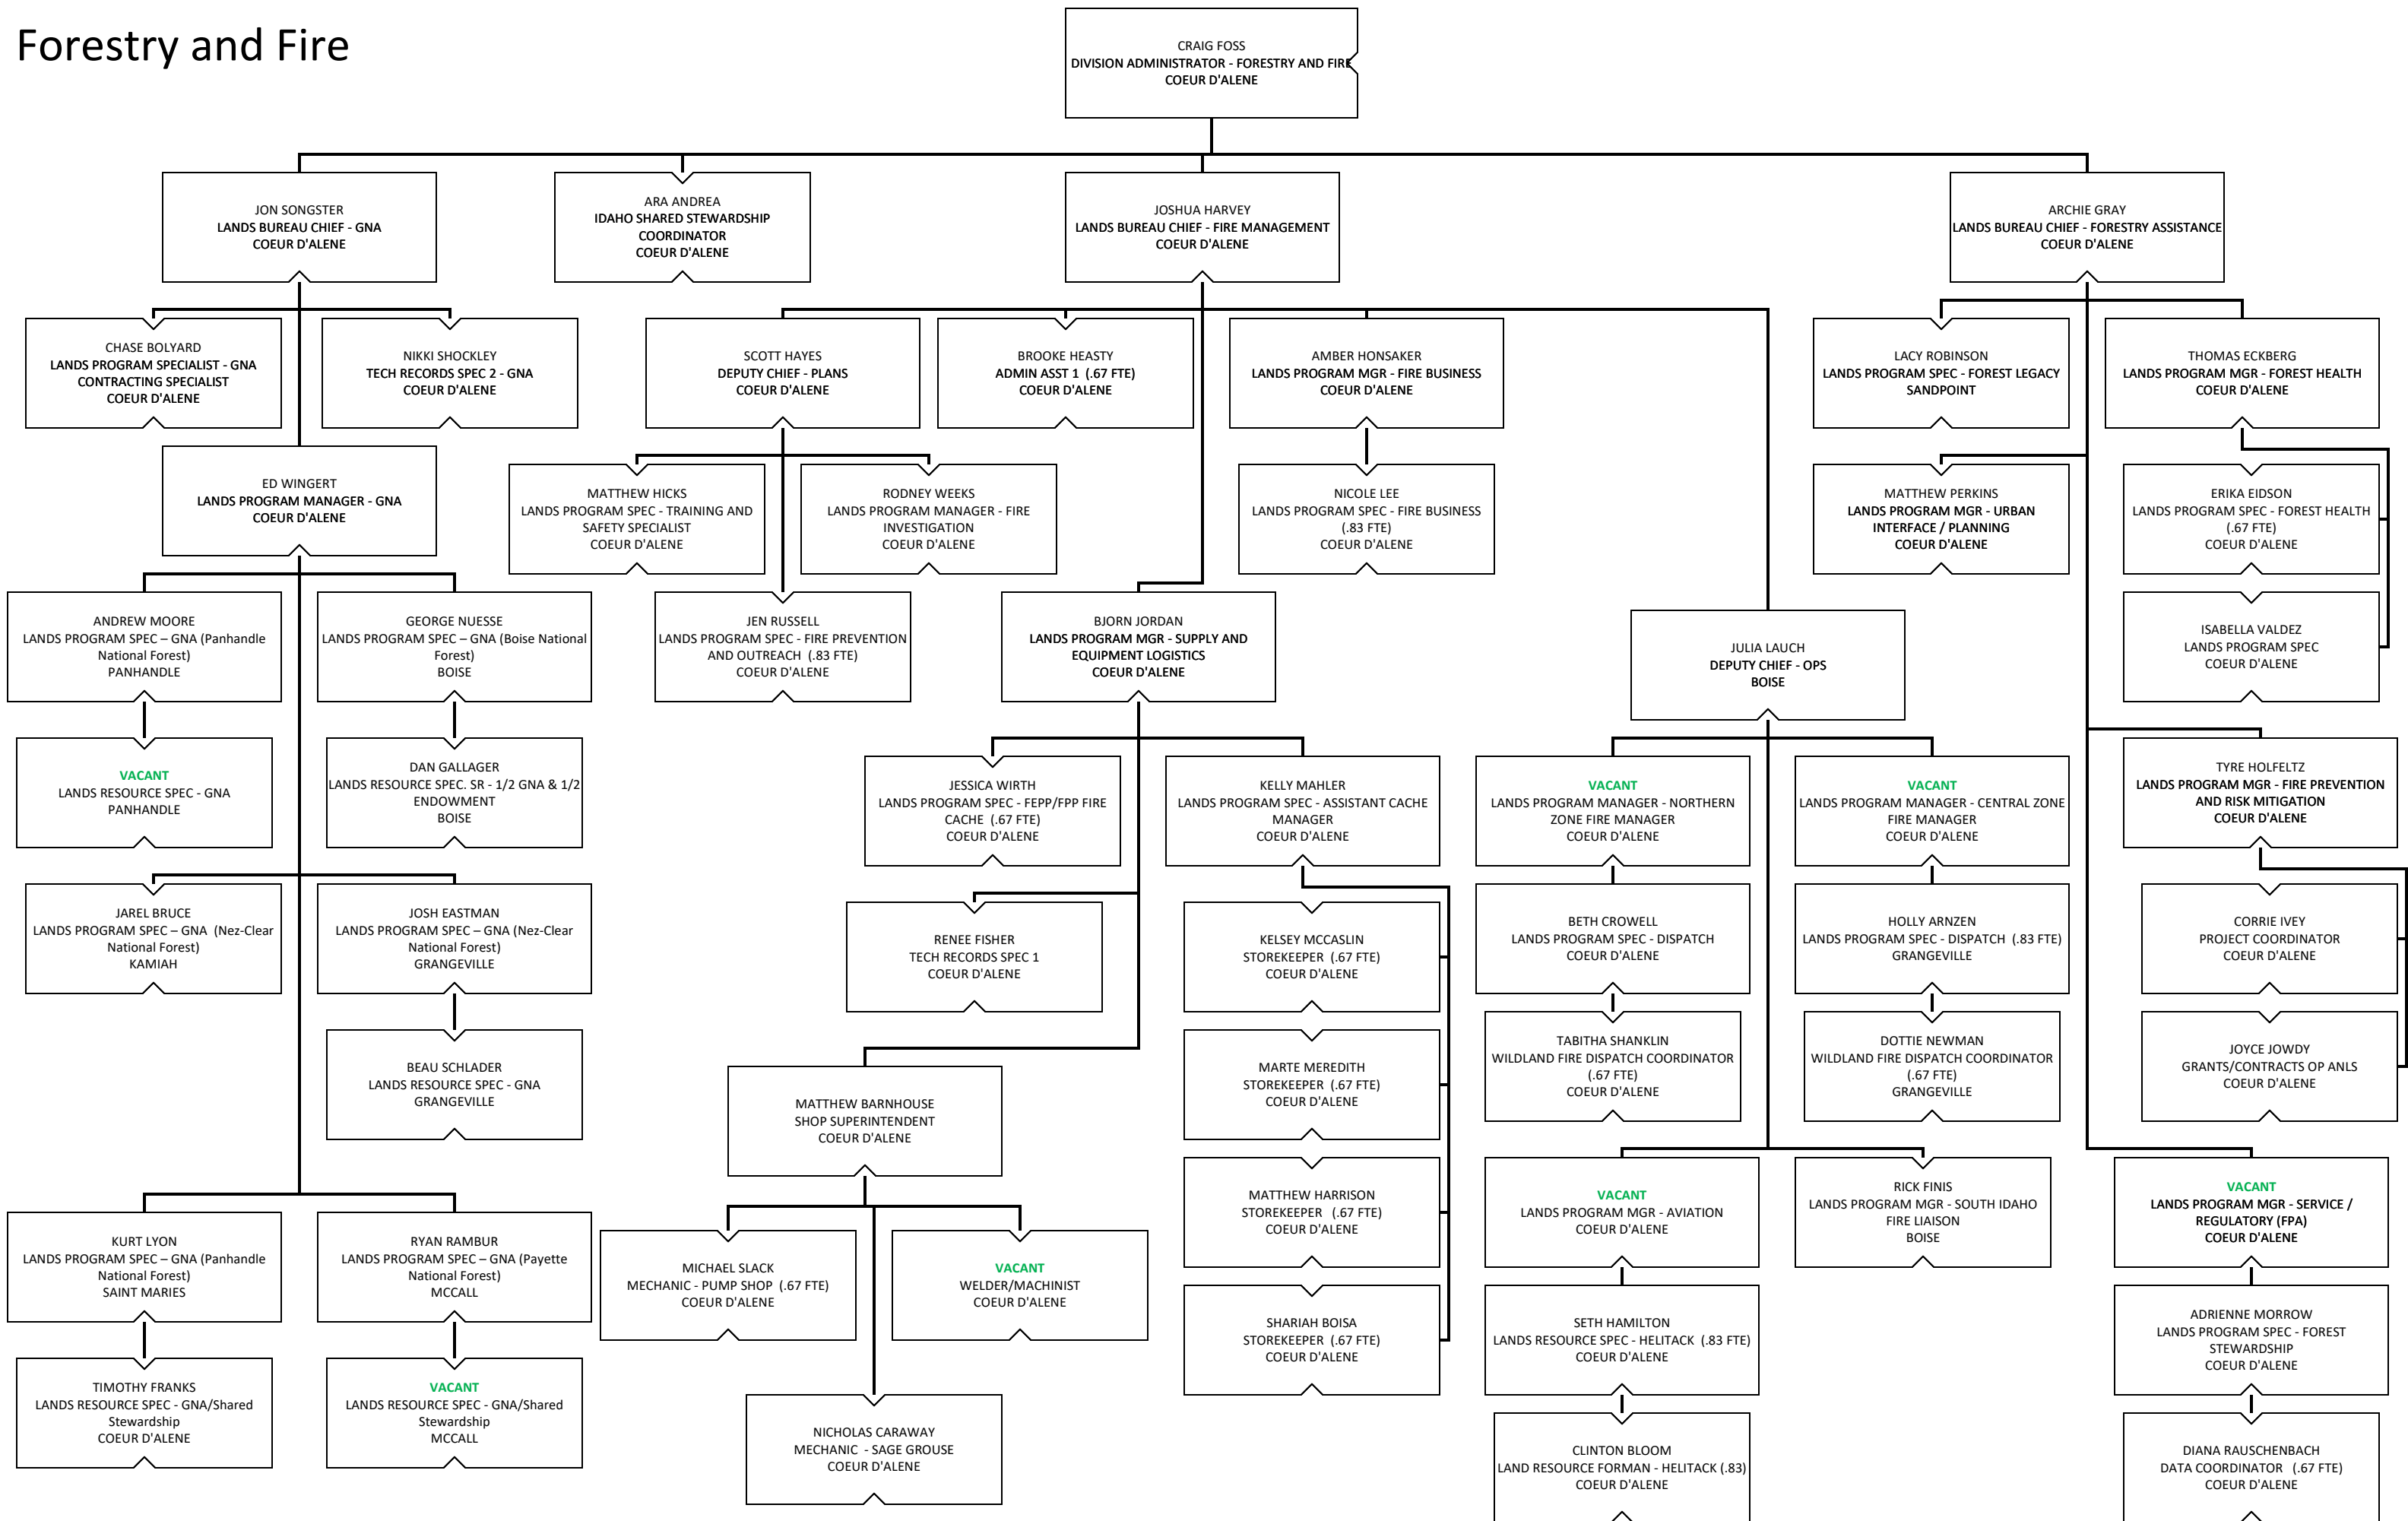 Forestry and Fire
CRAIG FOSS
DIVISION ADMINISTRATOR - FORESTRY AND FIRE
COEUR D'ALENE
JON SONGSTER
LANDS BUREAU CHIEF - GNA
COEUR D'ALENE
ARA ANDREA
IDAHO SHARED STEWARDSHIP
COORDINATOR
COEUR D'ALENE
JOSHUA HARVEY
LANDS BUREAU CHIEF - FIRE MANAGEMENT
COEUR D'ALENE
ARCHIE GRAY
LANDS BUREAU CHIEF - FORESTRY ASSISTANCE
COEUR D'ALENE
CHASE BOLYARD
LANDS PROGRAM SPECIALIST - GNA
CONTRACTING SPECIALIST
COEUR D'ALENE
NIKKI SHOCKLEY
TECH RECORDS SPEC 2 - GNA
COEUR D'ALENE
SCOTT HAYES
DEPUTY CHIEF - PLANS
COEUR D'ALENE
BROOKE HEASTY
ADMIN ASST 1 (.67 FTE)
COEUR D'ALENE
AMBER HONSAKER
LANDS PROGRAM MGR - FIRE BUSINESS
COEUR D'ALENE
LACY ROBINSON
LANDS PROGRAM SPEC - FOREST LEGACY
SANDPOINT
THOMAS ECKBERG
LANDS PROGRAM MGR - FOREST HEALTH
COEUR D'ALENE
ED WINGERT
LANDS PROGRAM MANAGER - GNA
COEUR D'ALENE
MATTHEW HICKS
LANDS PROGRAM SPEC - TRAINING AND
SAFETY SPECIALIST
COEUR D'ALENE
RODNEY WEEKS
LANDS PROGRAM MANAGER - FIRE
INVESTIGATION
COEUR D'ALENE
NICOLE LEE
LANDS PROGRAM SPEC - FIRE BUSINESS
(.83 FTE)
COEUR D'ALENE
MATTHEW PERKINS
LANDS PROGRAM MGR - URBAN
INTERFACE / PLANNING
COEUR D'ALENE
ERIKA EIDSON
LANDS PROGRAM SPEC - FOREST HEALTH
(.67 FTE)
COEUR D'ALENE
ANDREW MOORE
LANDS PROGRAM SPEC – GNA (Panhandle
National Forest)
PANHANDLE
GEORGE NUESSE
LANDS PROGRAM SPEC – GNA (Boise National
Forest)
BOISE
JEN RUSSELL
LANDS PROGRAM SPEC - FIRE PREVENTION
AND OUTREACH (.83 FTE)
COEUR D'ALENE
BJORN JORDAN
LANDS PROGRAM MGR - SUPPLY AND
EQUIPMENT LOGISTICS
COEUR D'ALENE
JULIA LAUCH
DEPUTY CHIEF - OPS
BOISE
ISABELLA VALDEZ
LANDS PROGRAM SPEC
COEUR D'ALENE
VACANT
LANDS RESOURCE SPEC - GNA
PANHANDLE
DAN GALLAGER
LANDS RESOURCE SPEC. SR - 1/2 GNA & 1/2
ENDOWMENT
BOISE
JESSICA WIRTH
LANDS PROGRAM SPEC - FEPP/FPP FIRE
CACHE (.67 FTE)
COEUR D'ALENE
KELLY MAHLER
LANDS PROGRAM SPEC - ASSISTANT CACHE
MANAGER
COEUR D'ALENE
VACANT
LANDS PROGRAM MANAGER - NORTHERN
ZONE FIRE MANAGER
COEUR D'ALENE
VACANT
LANDS PROGRAM MANAGER - CENTRAL ZONE
FIRE MANAGER
COEUR D'ALENE
TYRE HOLFELTZ
LANDS PROGRAM MGR - FIRE PREVENTION
AND RISK MITIGATION
COEUR D'ALENE
JAREL BRUCE
LANDS PROGRAM SPEC – GNA (Nez-Clear
National Forest)
KAMIAH
JOSH EASTMAN
LANDS PROGRAM SPEC – GNA (Nez-Clear
National Forest)
GRANGEVILLE
RENEE FISHER
TECH RECORDS SPEC 1
COEUR D'ALENE
KELSEY MCCASLIN
STOREKEEPER (.67 FTE)
COEUR D'ALENE
BETH CROWELL
LANDS PROGRAM SPEC - DISPATCH
COEUR D'ALENE
HOLLY ARNZEN
LANDS PROGRAM SPEC - DISPATCH (.83 FTE)
GRANGEVILLE
CORRIE IVEY
PROJECT COORDINATOR
COEUR D'ALENE
BEAU SCHLADER
LANDS RESOURCE SPEC - GNA
GRANGEVILLE
MATTHEW BARNHOUSE
SHOP SUPERINTENDENT
COEUR D'ALENE
MARTE MEREDITH
STOREKEEPER (.67 FTE)
COEUR D'ALENE
TABITHA SHANKLIN
WILDLAND FIRE DISPATCH COORDINATOR
(.67 FTE)
COEUR D'ALENE
DOTTIE NEWMAN
WILDLAND FIRE DISPATCH COORDINATOR
(.67 FTE)
GRANGEVILLE
JOYCE JOWDY
GRANTS/CONTRACTS OP ANLS
COEUR D'ALENE
KURT LYON
LANDS PROGRAM SPEC – GNA (Panhandle
National Forest)
SAINT MARIES
RYAN RAMBUR
LANDS PROGRAM SPEC – GNA (Payette
National Forest)
MCCALL
MICHAEL SLACK
MECHANIC - PUMP SHOP (.67 FTE)
COEUR D'ALENE
VACANT
WELDER/MACHINIST
COEUR D'ALENE
MATTHEW HARRISON
STOREKEEPER (.67 FTE)
COEUR D'ALENE
VACANT
LANDS PROGRAM MGR - AVIATION
COEUR D'ALENE
RICK FINIS
LANDS PROGRAM MGR - SOUTH IDAHO
FIRE LIAISON
BOISE
VACANT
LANDS PROGRAM MGR - SERVICE /
REGULATORY (FPA)
COEUR D'ALENE
TIMOTHY FRANKS
LANDS RESOURCE SPEC - GNA/Shared
Stewardship
COEUR D'ALENE
VACANT
LANDS RESOURCE SPEC - GNA/Shared
Stewardship
MCCALL
NICHOLAS CARAWAY
MECHANIC - SAGE GROUSE
COEUR D'ALENE
SHARIAH BOISA
STOREKEEPER (.67 FTE)
COEUR D'ALENE
SETH HAMILTON
LANDS RESOURCE SPEC - HELITACK (.83 FTE)
COEUR D'ALENE
ADRIENNE MORROW
LANDS PROGRAM SPEC - FOREST
STEWARDSHIP
COEUR D'ALENE
CLINTON BLOOM
LAND RESOURCE FORMAN - HELITACK (.83)
COEUR D'ALENE
DIANA RAUSCHENBACH
DATA COORDINATOR (.67 FTE)
COEUR D'ALENE